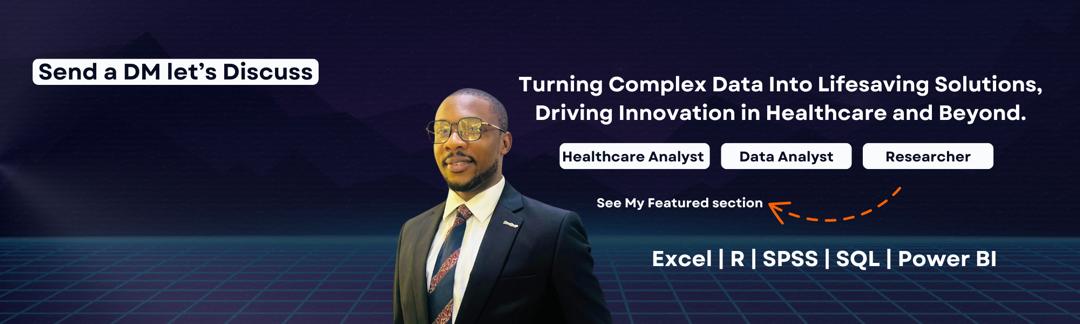 Send a DM let's Discuss
Turning Complex Data Into Lifesaving Solutions,
Driving Innovation in Healthcare and Beyond.
Healthcare Analyst
Data Analyst
Researcher
See My Featured section
Excel | R | SPSS | SQL | Power BI